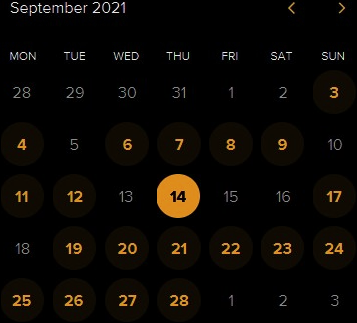 September 2021
MON TUE WED THU FRI SAT SUN
28 29 30 31 1 2 3
4 5 6 7 8 9 10
11 12 13 14 15 16 17
18 19 20 21 22 23 24
25 26 27 28 1 2 3